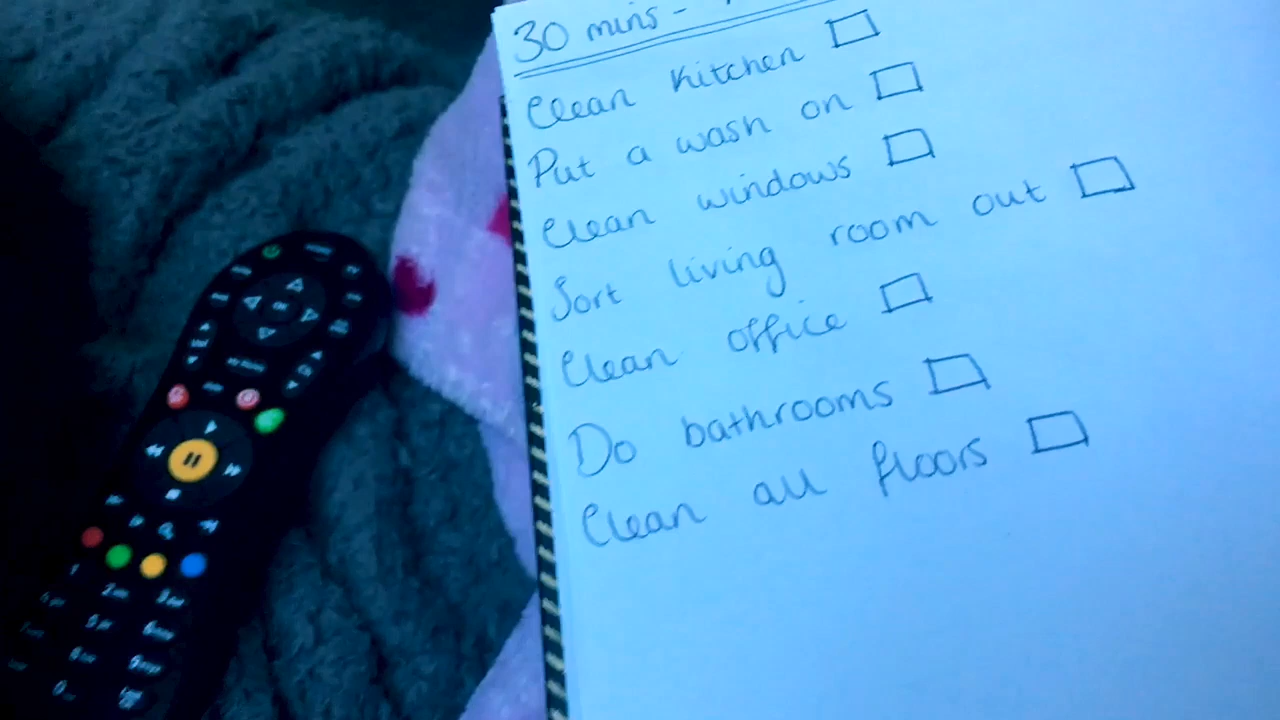 30 mins -
Clean Kitchen
Put a wash on
Clean windows
Sort living room out
Clean office
Do bathrooms
Clean all floors
OK